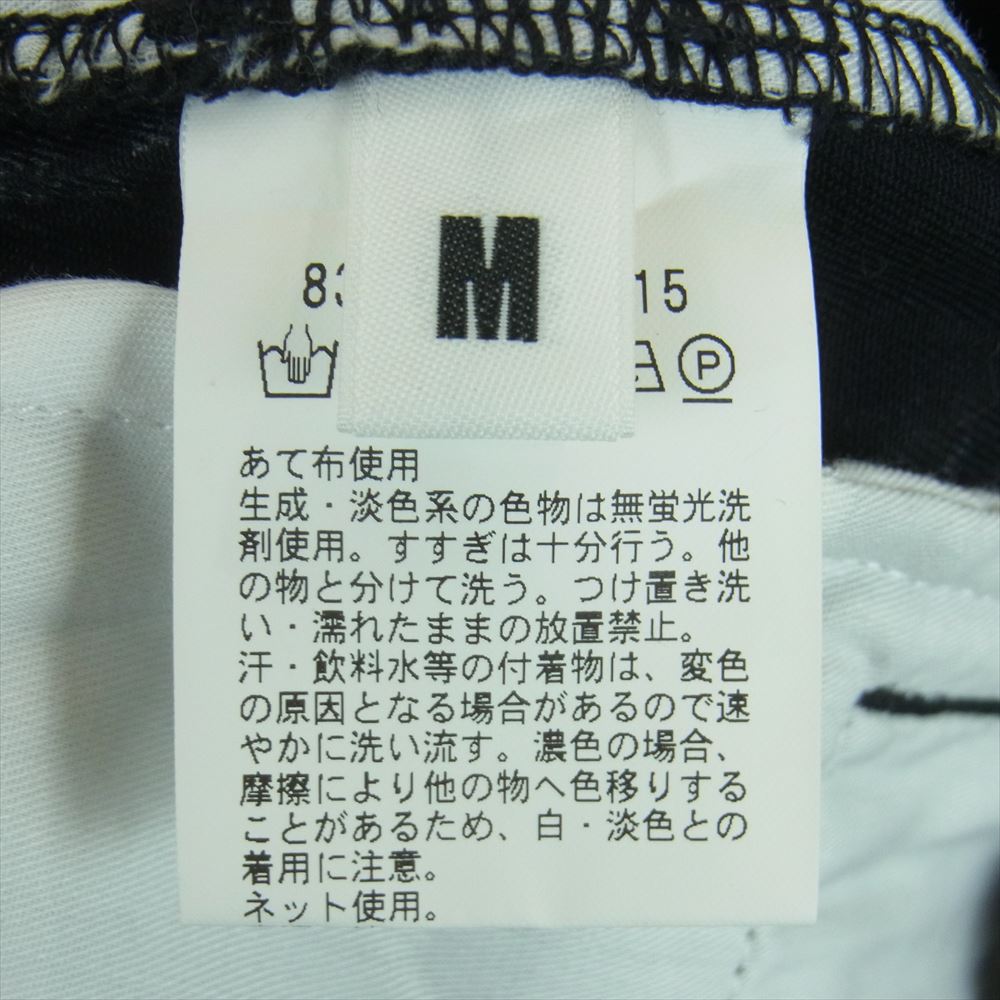 M
83 15
P
あて布使用
生成・淡色系の色物は無蛍光洗
剤使用。すすぎは十分行う。他
の物と分けて洗う。つけ置き洗
い・濡れたままの放置禁止。
汗・飲料水等の付着物は、変色
の原因となる場合があるので速
やかに洗い流す。濃色の場合、
摩擦により他の物へ色移りする
ことがあるため、白・淡色との
着用に注意。
ネット使用。